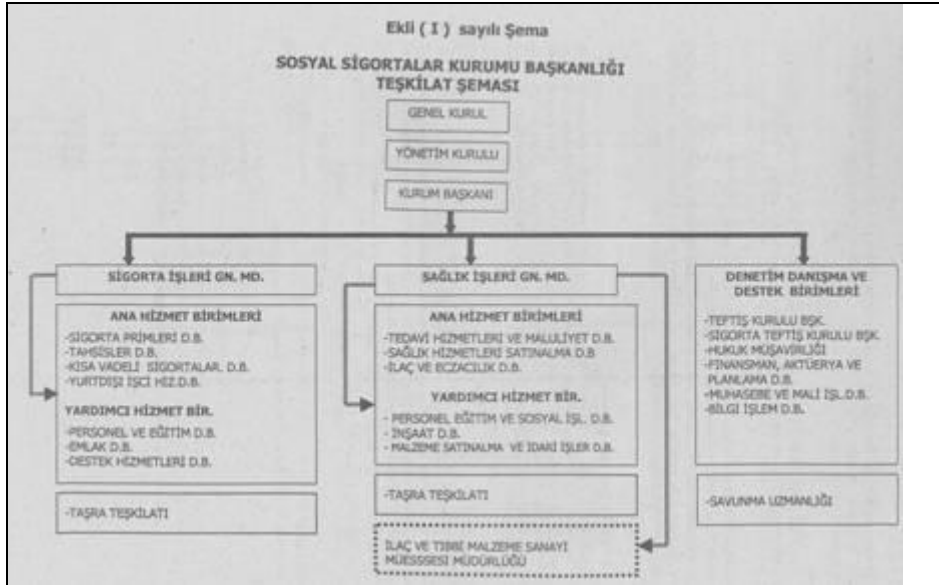 Ekli ( I ) sayılı Şema
SOSYAL SİGORTALAR KURUMU BAŞKANLIĞI
TEŞKİLAT ŞEMASI
GENEL KURUL
YÖNETİM KURULU
KURUM BAŞKANI
SİGORTA İŞLERİ GN. MD.
ANA HİZMET BİRİMLERİ
-SİGORTA PRİMLERİ D.B.
-TAHSİSLER D.B.
-KISA VADELİ SİGORTALAR. D.B.
-YURTDIŞI İŞCİ HİZ.D.B.
YARDIMCI HİZMET BİR.
-PERSONEL VE EĞİTİM D.B.
-EMLAK D.B.
-DESTEK HİZMETLERİ D.B.
-TAŞRA TEŞKİLATI
SAĞLIK İŞLERİ GN. MD.
ANA HİZMET BİRİMLERİ
-TEDAVİ HİZMETLERİ VE MALULİYET D.B.
-SAĞLIK HİZMETLERİ SATINALMA D.B
-İLAÇ VE ECZACILIK D.B.
YARDIMCI HİZMET BİR.
- PERSONEL EĞİTİM VE SOSYAL İŞL. D.B.
- İNŞAAT D.B.
- MALZEME SATINALMA VE İDARİ İŞLER D.B.
-TAŞRA TEŞKİLATI
İLAÇ VE TIBBİ MALZEME SANAYİ
MÜESSSESİ MÜDÜRLÜĞÜ
DENETİM DANIŞMA VE
DESTEK BİRİMLERİ
-TEFTİŞ KURULU BŞK.
-SİGORTA TEFTİŞ KURULU BŞK.
-HUKUK MÜŞAVİRLİĞİ
-FİNANSMAN, AKTÜERYA VE
PLANLAMA D.B.
-MUHASEBE VE MALİ İŞL.D.B.
-BİLGİ İŞLEM D.B.
-SAVUNMA UZMANLIĞI